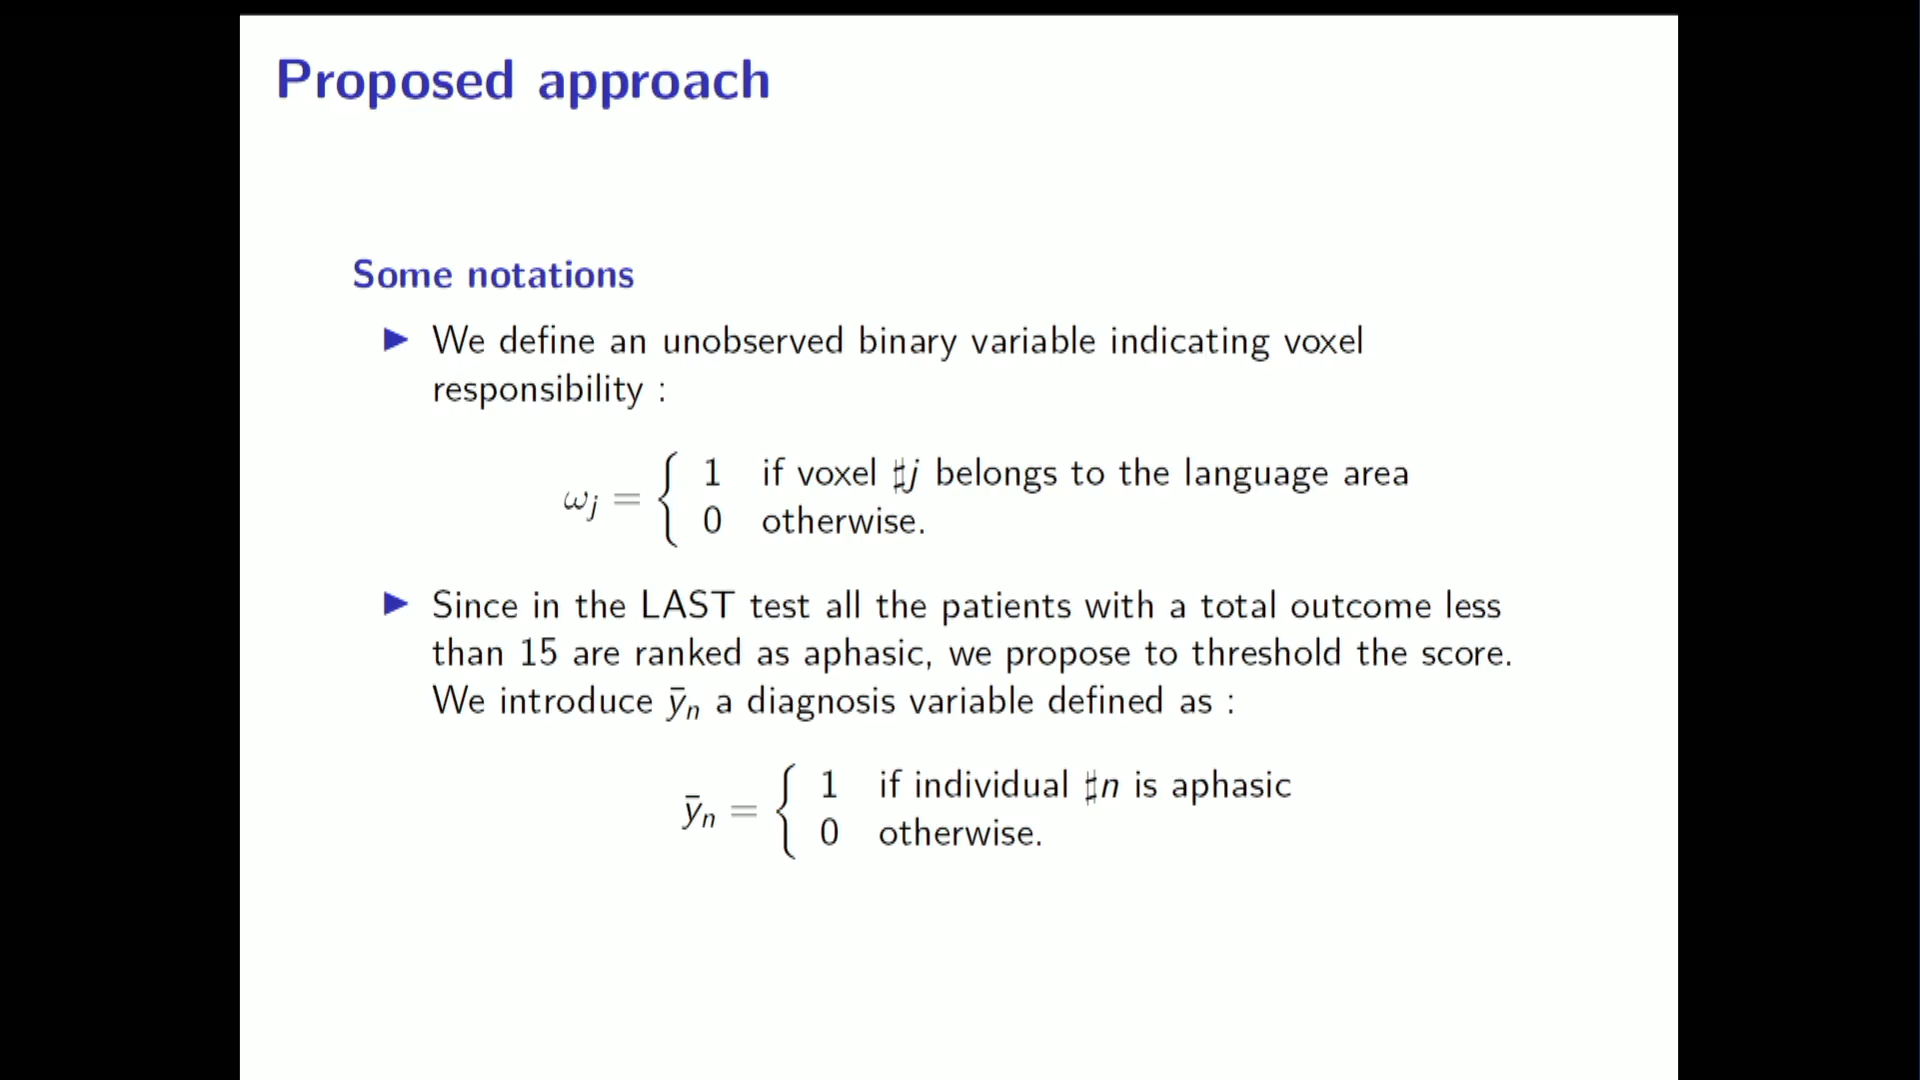 Proposed approach
Some notations
▶ We define an unobserved binary variable indicating voxel
responsibility :
ω_j = { 1 if voxel ♯j belongs to the language area
0 otherwise.
▶ Since in the LAST test all the patients with a total outcome less
than 15 are ranked as aphasic, we propose to threshold the score.
We introduce ȳ_n a diagnosis variable defined as :
ȳ_n = { 1 if individual ♯n is aphasic
0 otherwise.